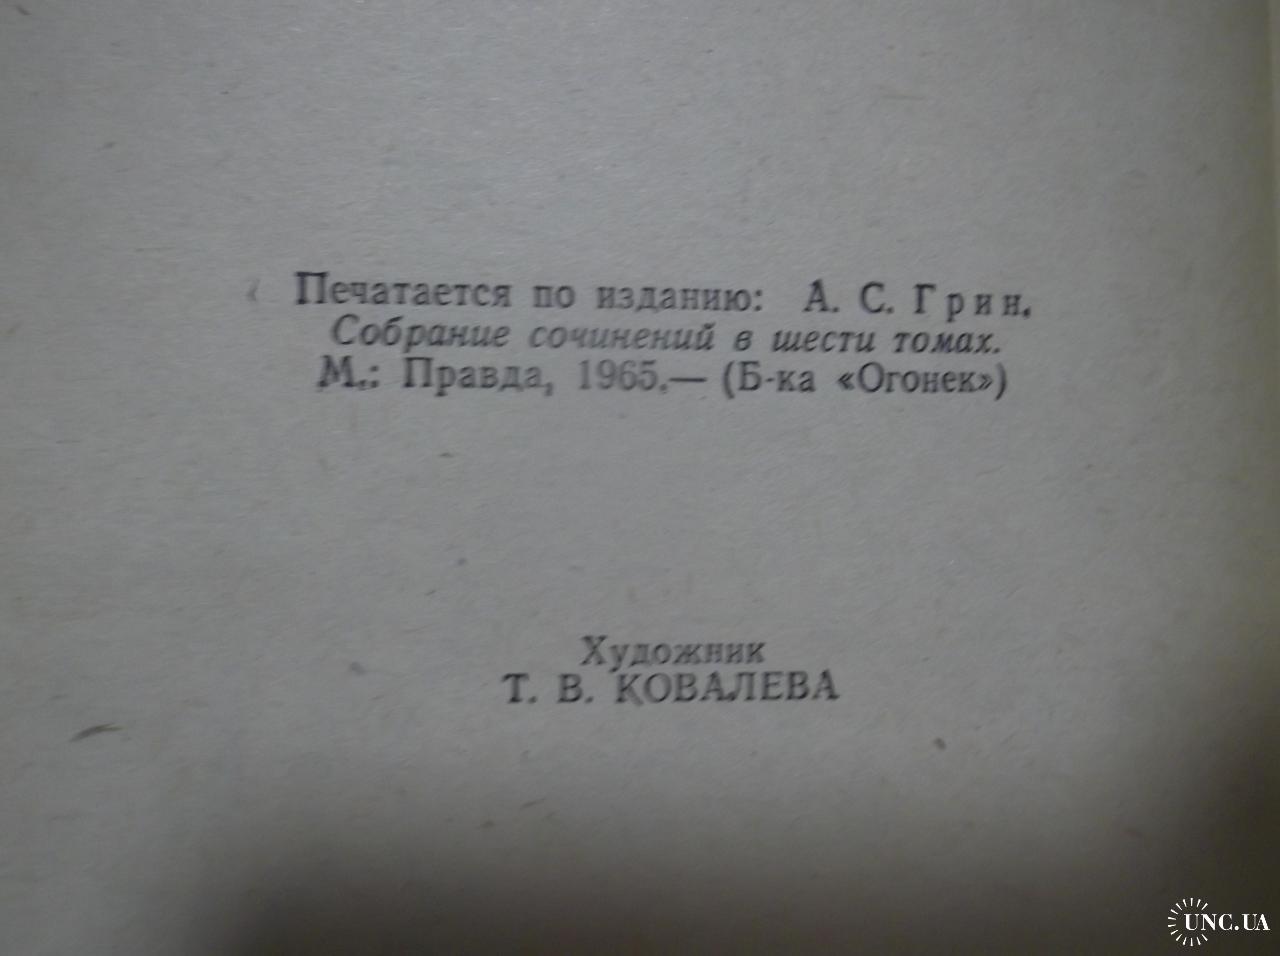 Печатается по изданию: А. С. Грин.
Собрание сочинений в шести томах.
М.: Правда, 1965.— (Б-ка «Огонек»)
Художник
Т. В. КОВАЛЕВА
UNC.UA